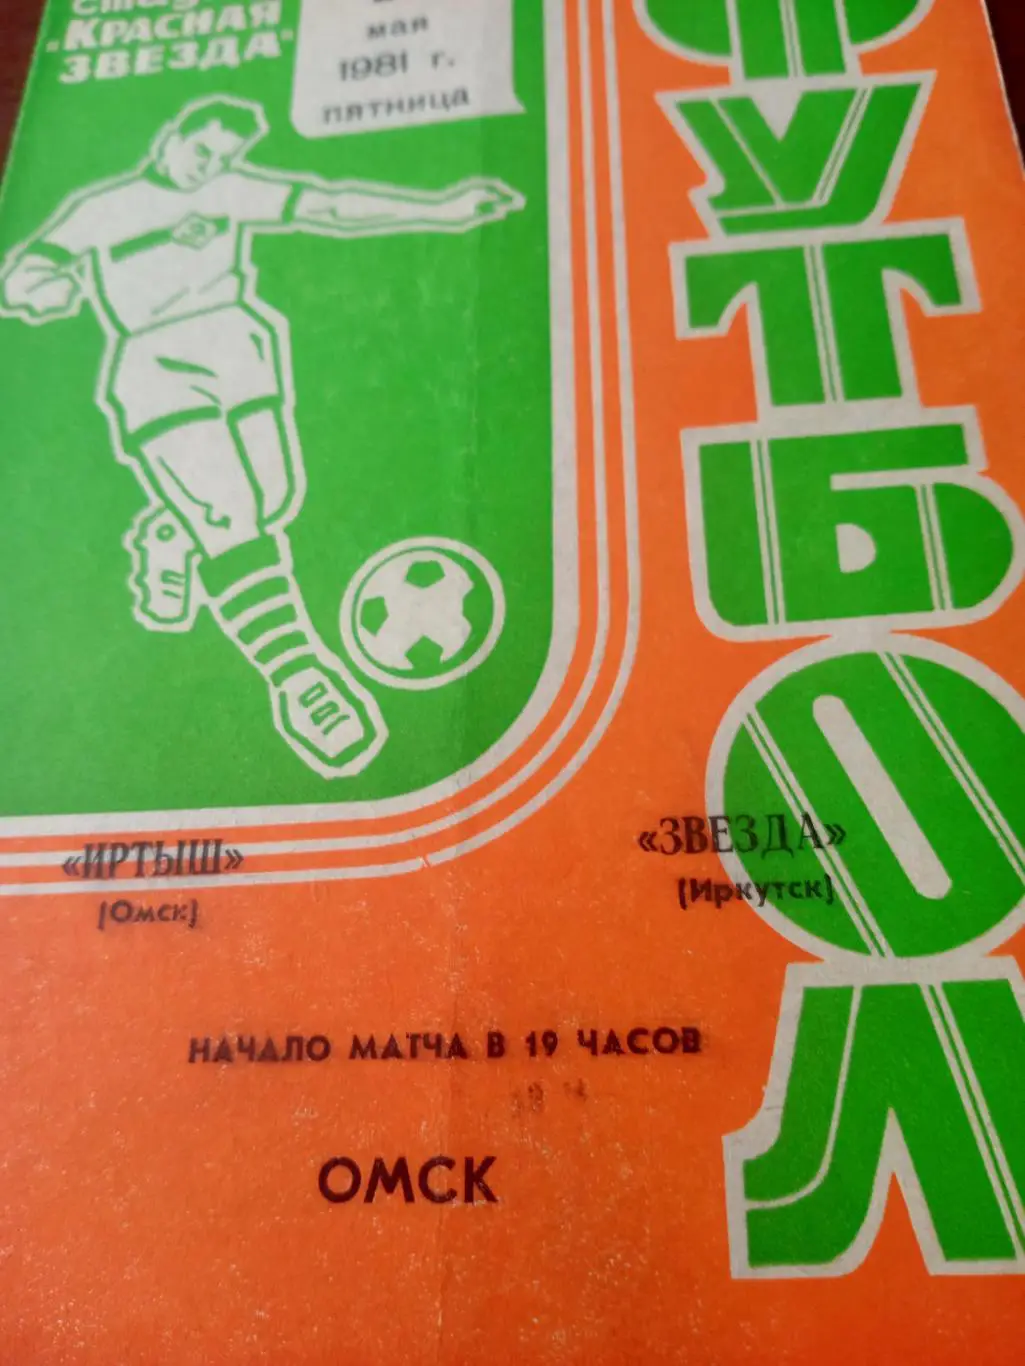 "КРАСНАЯ
ЗВЕЗДА"
мая
1981 г.
пятница
ФУТБОЛ
«ИРТЫШ»
(Омск)
«ЗВЕЗДА»
(Иркутск)
НАЧАЛО МАТЧА В 19 ЧАСОВ
ОМСК